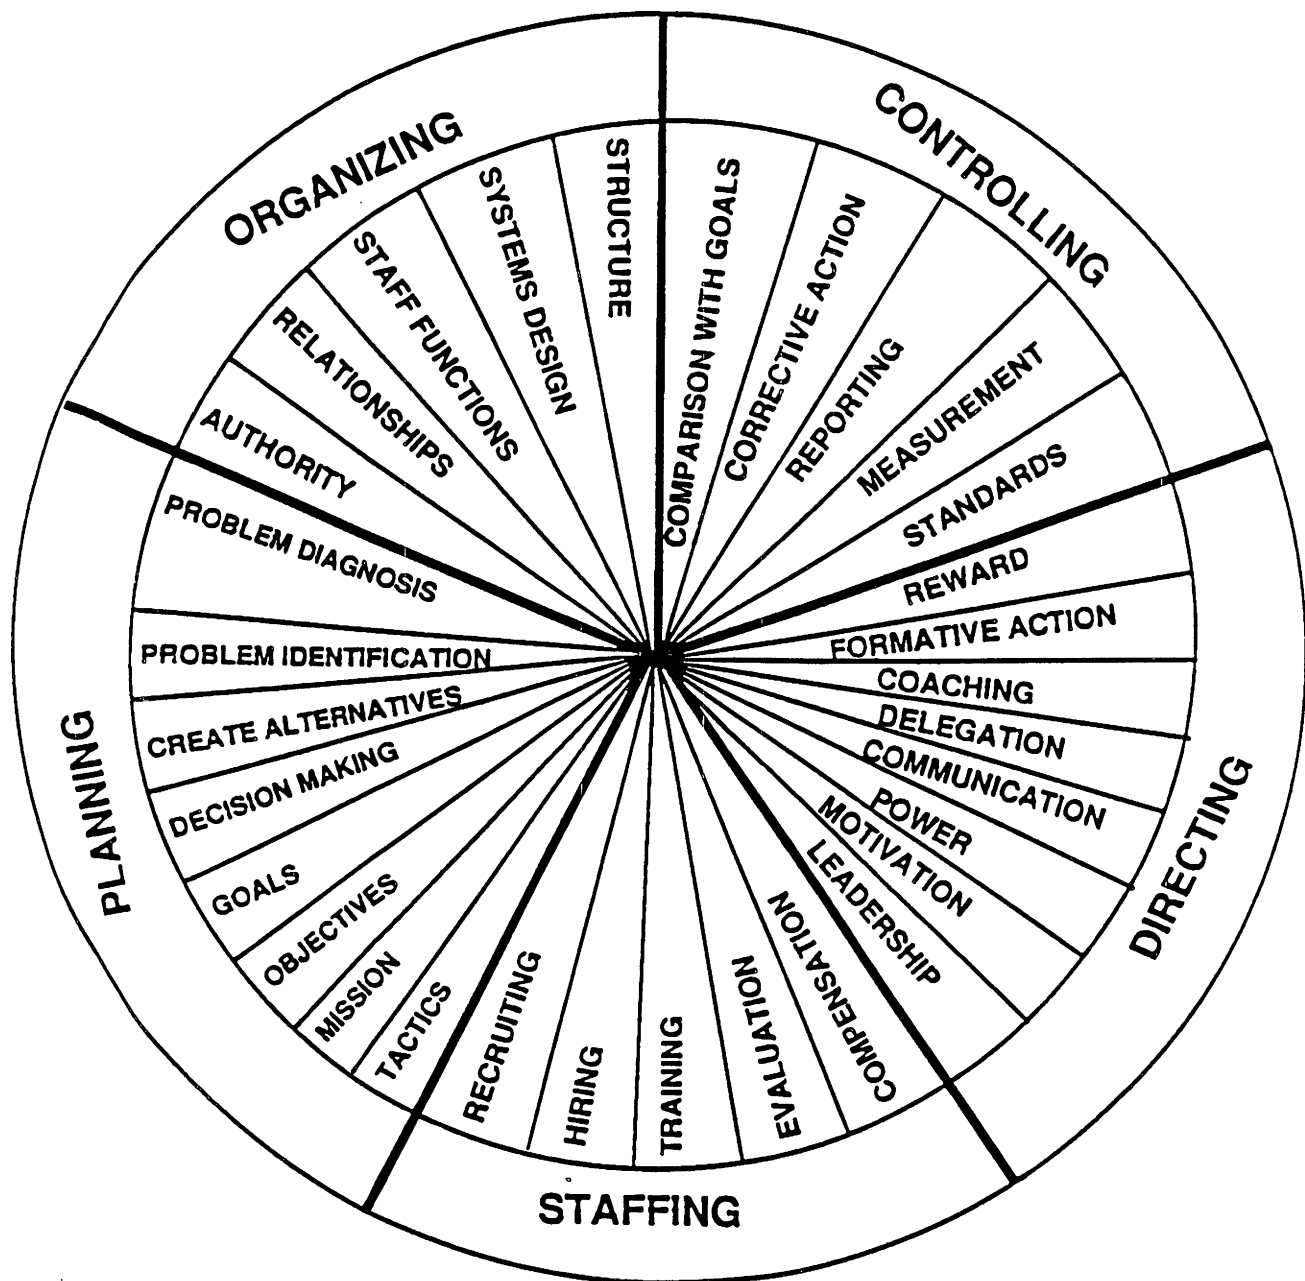 ORGANIZING
STRUCTURE
SYSTEMS DESIGN
STAFF FUNCTIONS
RELATIONSHIPS
AUTHORITY
CONTROLLING
COMPARISON WITH GOALS
CORRECTIVE ACTION
REPORTING
MEASUREMENT
STANDARDS
DIRECTING
REWARD
FORMATIVE ACTION
COACHING
DELEGATION
COMMUNICATION
POWER
MOTIVATION
LEADERSHIP
STAFFING
COMPENSATION
EVALUATION
TRAINING
HIRING
RECRUITING
PLANNING
TACTICS
MISSION
OBJECTIVES
GOALS
DECISION MAKING
CREATE ALTERNATIVES
PROBLEM IDENTIFICATION
PROBLEM DIAGNOSIS